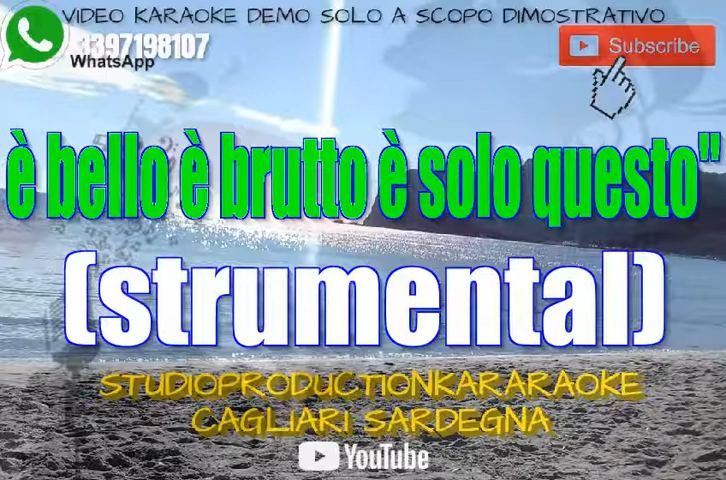 VIDEO KARAOKE DEMO SOLO A SCOPO DIMOSTRATIVO
3397198107
WhatsApp
Subscribe
è bello è brutto è solo questo"
(strumental)
STUDIOPRODUCTIONKARARAOKE
CAGLIARI SARDEGNA
YouTube